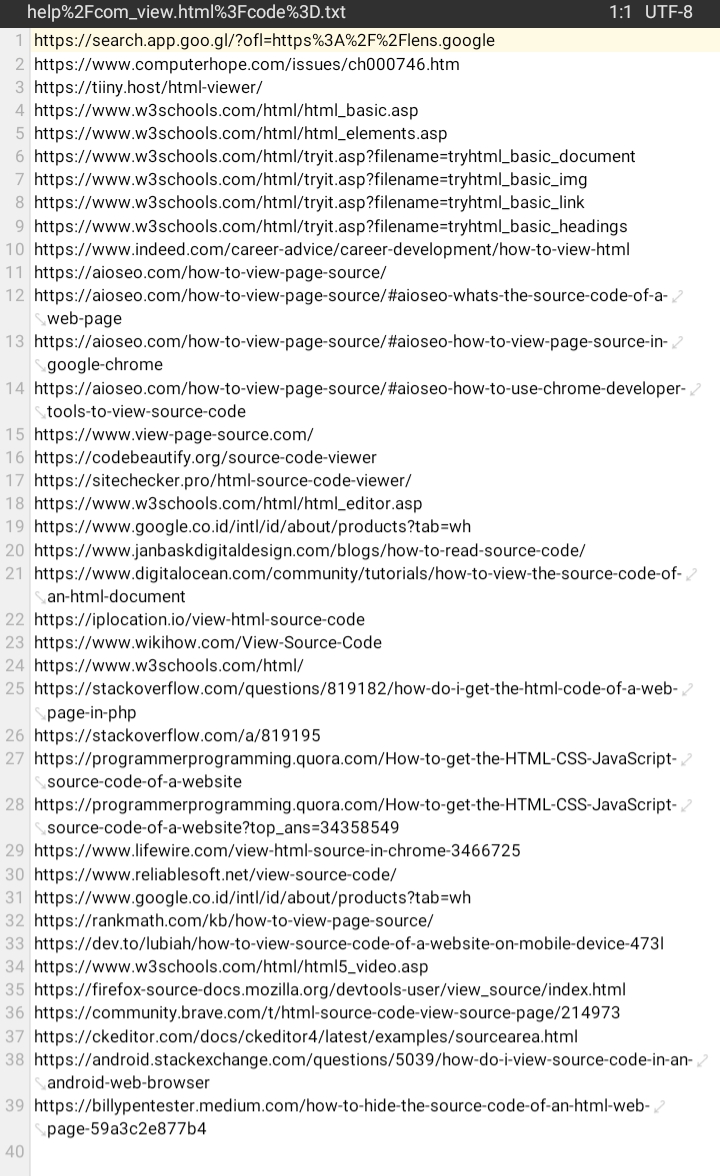 help%2Fcom_view.html%3Fcode%3D.txt 1:1 UTF-8
1 https://search.app.goo.gl/?ofl=https%3A%2F%2Flens.google
2 https://www.computerhope.com/issues/ch000746.htm
3 https://tiiny.host/html-viewer/
4 https://www.w3schools.com/html/html_basic.asp
5 https://www.w3schools.com/html/html_elements.asp
6 https://www.w3schools.com/html/tryit.asp?filename=tryhtml_basic_document
7 https://www.w3schools.com/html/tryit.asp?filename=tryhtml_basic_img
8 https://www.w3schools.com/html/tryit.asp?filename=tryhtml_basic_link
9 https://www.w3schools.com/html/tryit.asp?filename=tryhtml_basic_headings
10 https://www.indeed.com/career-advice/career-development/how-to-view-html
11 https://aioseo.com/how-to-view-page-source/
12 https://aioseo.com/how-to-view-page-source/#aioseo-whats-the-source-code-of-a-
web-page
13 https://aioseo.com/how-to-view-page-source/#aioseo-how-to-view-page-source-in-
google-chrome
14 https://aioseo.com/how-to-view-page-source/#aioseo-how-to-use-chrome-developer-
tools-to-view-source-code
15 https://www.view-page-source.com/
16 https://codebeautify.org/source-code-viewer
17 https://sitechecker.pro/html-source-code-viewer/
18 https://www.w3schools.com/html/html_editor.asp
19 https://www.google.co.id/intl/id/about/products?tab=wh
20 https://www.janbaskdigitaldesign.com/blogs/how-to-read-source-code/
21 https://www.digitalocean.com/community/tutorials/how-to-view-the-source-code-of-
an-html-document
22 https://iplocation.io/view-html-source-code
23 https://www.wikihow.com/View-Source-Code
24 https://www.w3schools.com/html/
25 https://stackoverflow.com/questions/819182/how-do-i-get-the-html-code-of-a-web-
page-in-php
26 https://stackoverflow.com/a/819195
27 https://programmerprogramming.quora.com/How-to-get-the-HTML-CSS-JavaScript-
source-code-of-a-website
28 https://programmerprogramming.quora.com/How-to-get-the-HTML-CSS-JavaScript-
source-code-of-a-website?top_ans=34358549
29 https://www.lifewire.com/view-html-source-in-chrome-3466725
30 https://www.reliablesoft.net/view-source-code/
31 https://www.google.co.id/intl/id/about/products?tab=wh
32 https://rankmath.com/kb/how-to-view-page-source/
33 https://dev.to/lubiah/how-to-view-source-code-of-a-website-on-mobile-device-473l
34 https://www.w3schools.com/html/html5_video.asp
35 https://firefox-source-docs.mozilla.org/devtools-user/view_source/index.html
36 https://community.brave.com/t/html-source-code-view-source-page/214973
37 https://ckeditor.com/docs/ckeditor4/latest/examples/sourcearea.html
38 https://android.stackexchange.com/questions/5039/how-do-i-view-source-code-in-an-
android-web-browser
39 https://billypentester.medium.com/how-to-hide-the-source-code-of-an-html-web-
page-59a3c2e877b4
40